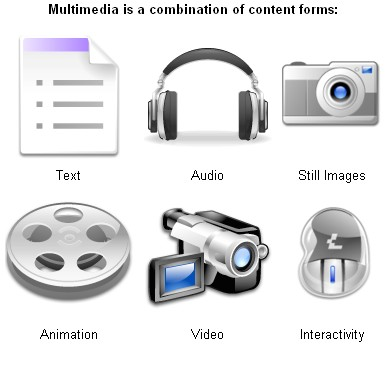 Multimedia is a combination of content forms:
Text
Audio
Still Images
Animation
Video
Interactivity